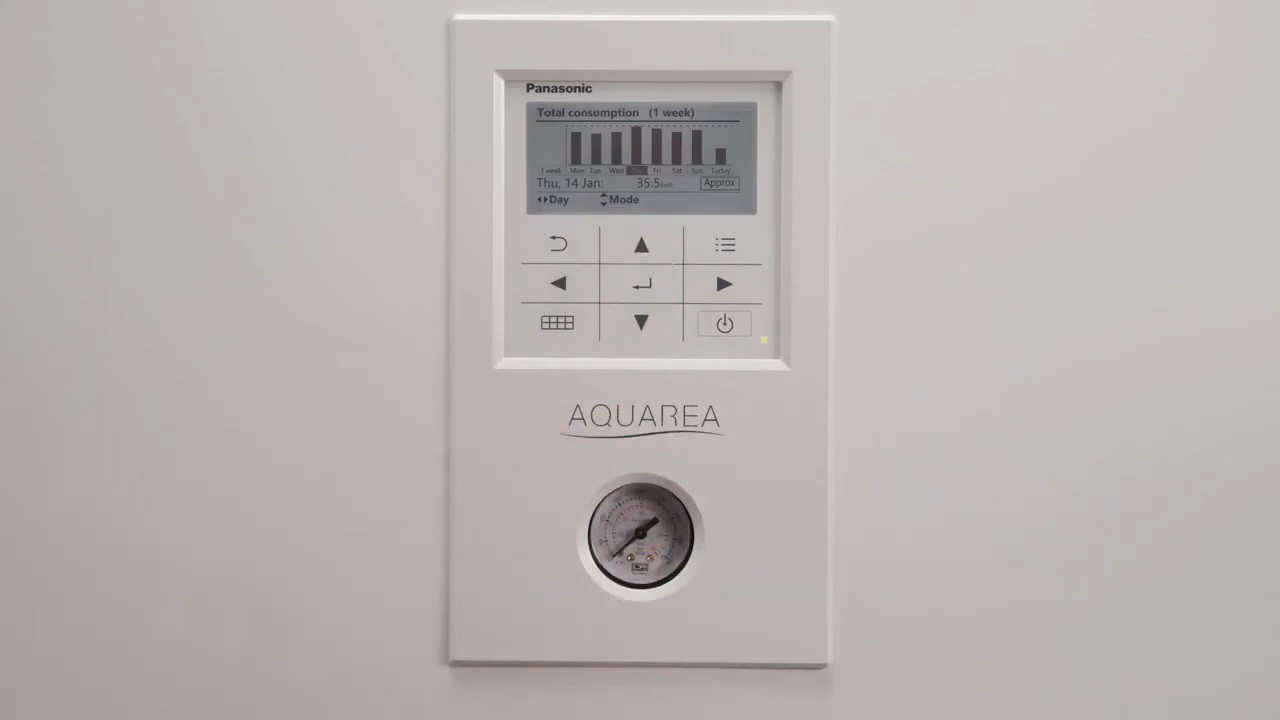 Panasonic
Total consumption (1 week)
1 week Mon Tue Wed Thu Fri Sat Sun Today
Thu, 14 Jan: 35.5kWh Approx
Day Mode
AQUAREA